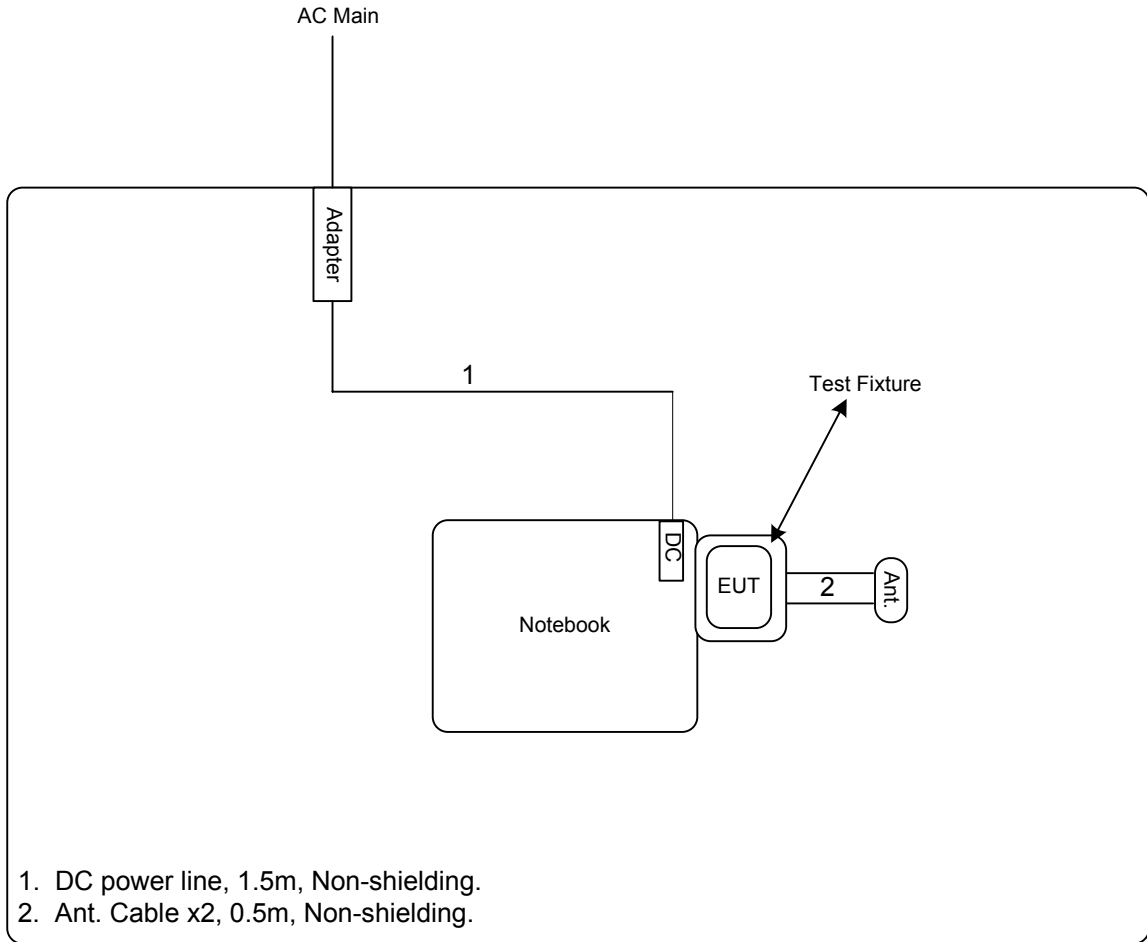 AC Main
Adapter
1
Test Fixture
DC
EUT
2
Ant.
Notebook
1. DC power line, 1.5m, Non-shielding.
2. Ant. Cable x2, 0.5m, Non-shielding.